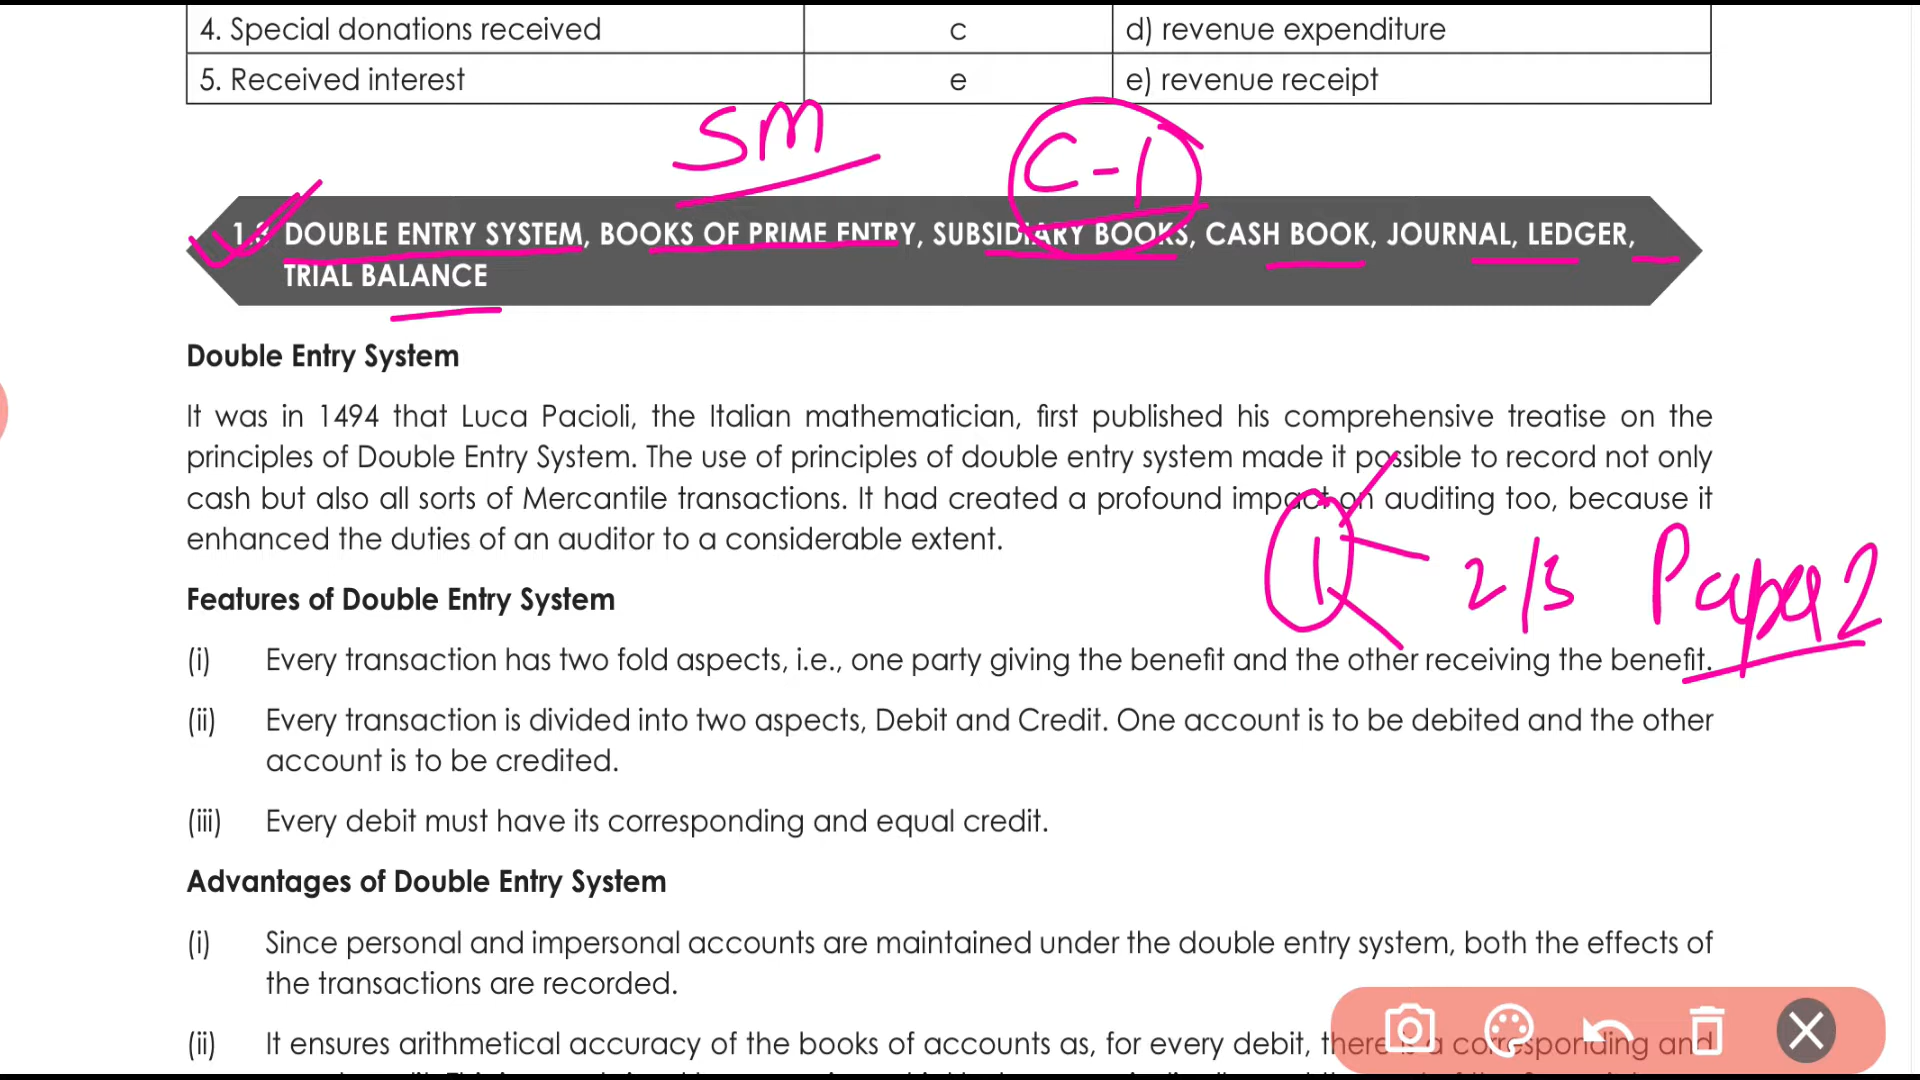 4. Special donations received c d) revenue expenditure
5. Received interest e e) revenue receipt
SM
C-1
DOUBLE ENTRY SYSTEM, BOOKS OF PRIME ENTRY, SUBSIDIARY BOOKS, CASH BOOK, JOURNAL, LEDGER,
TRIAL BALANCE
Double Entry System
It was in 1494 that Luca Pacioli, the Italian mathematician, first published his comprehensive treatise on the
principles of Double Entry System. The use of principles of double entry system made it possible to record not only
cash but also all sorts of Mercantile transactions. It had created a profound impact on auditing too, because it
enhanced the duties of an auditor to a considerable extent.
1 2/3 Paper 2
Features of Double Entry System
(i) Every transaction has two fold aspects, i.e., one party giving the benefit and the other receiving the benefit.
(ii) Every transaction is divided into two aspects, Debit and Credit. One account is to be debited and the other
account is to be credited.
(iii) Every debit must have its corresponding and equal credit.
Advantages of Double Entry System
(i) Since personal and impersonal accounts are maintained under the double entry system, both the effects of
the transactions are recorded.
(ii) It ensures arithmetical accuracy of the books of accounts as, for every debit, there is a corresponding and